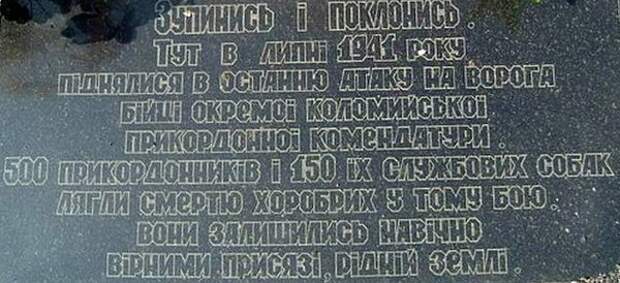 Зупинись і поклонись.
Тут в липні 1941 року
піднялися в останню атаку на ворога
бійці окремої коломийської
прикордонної комендатури.
500 прикордонників і 150 їх службових собак
лягли смертю хоробрих у тому бою.
Вони залишились навічно
вірними присязі, рідній землі.